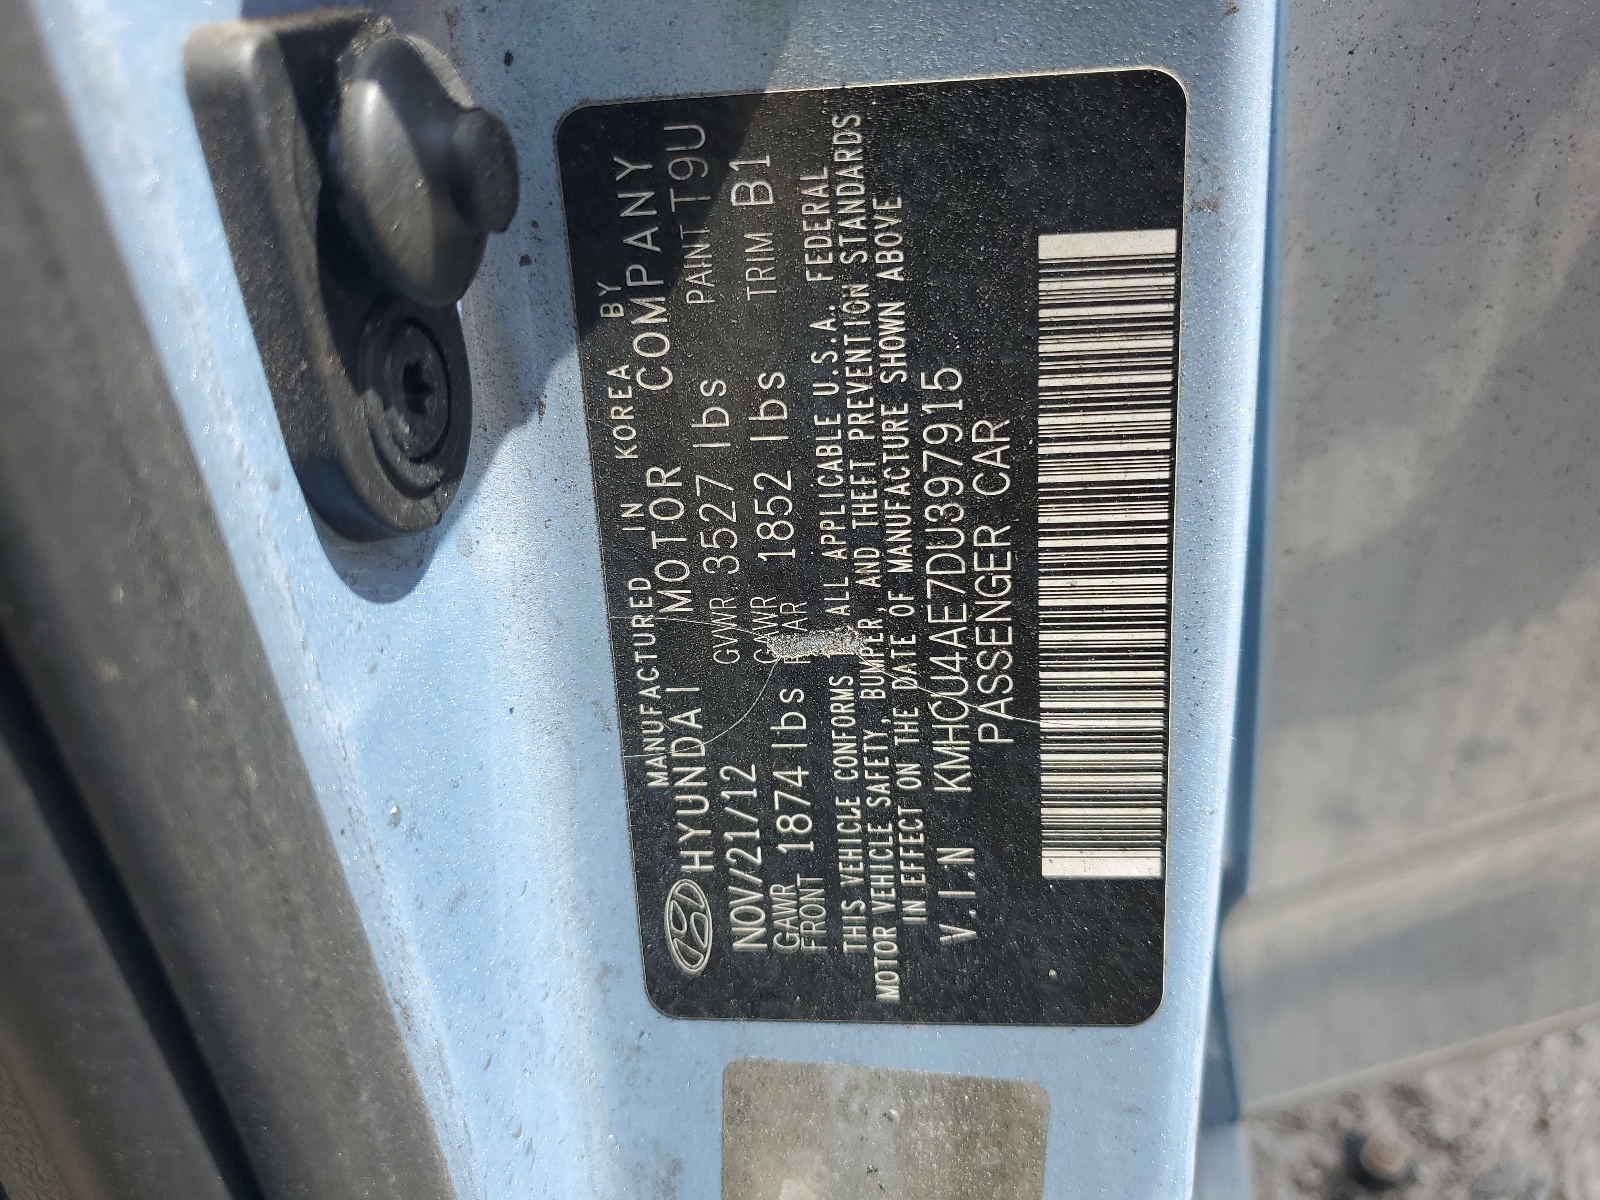 MANUFACTURED IN KOREA BY
HYUNDAI MOTOR COMPANY
NOV/21/12 GVWR 3527 lbs PAINT T9U
GAWR FRONT 1874 lbs GAWR REAR 1852 lbs TRIM B1
THIS VEHICLE CONFORMS ALL APPLICABLE U.S.A. FEDERAL
MOTOR VEHICLE SAFETY, BUMPER, AND THEFT PREVENTION STANDARDS
IN EFFECT ON THE DATE OF MANUFACTURE SHOWN ABOVE
V.I.N KMHCU4AE7DU397915
PASSENGER CAR